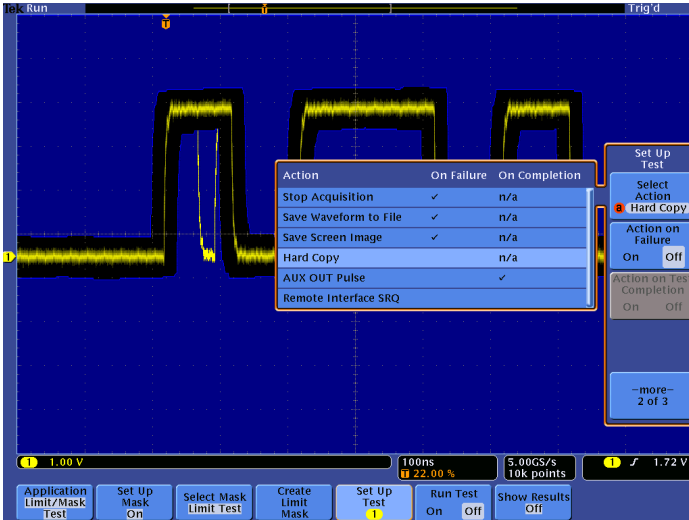 Tek Run Trig'd
T
T
Action On Failure On Completion
Stop Acquisition ✓ n/a
Save Waveform to File ✓ n/a
Save Screen Image ✓ n/a
Hard Copy n/a
AUX OUT Pulse ✓
Remote Interface SRQ
Set Up
Test
Select
Action
a Hard Copy
Action on
Failure
On Off
Action on Test
Completion
On Off
—more—
2 of 3
1
1 1.00 V
100ns
T 22.00 %
5.00GS/s
10k points
1 ƒ 1.72 V
Application
Limit/Mask
Test
Set Up
Mask
On
Select Mask
Limit Test
Create
Limit
Mask
Set Up
Test
1
Run Test
On Off
Show Results
Off